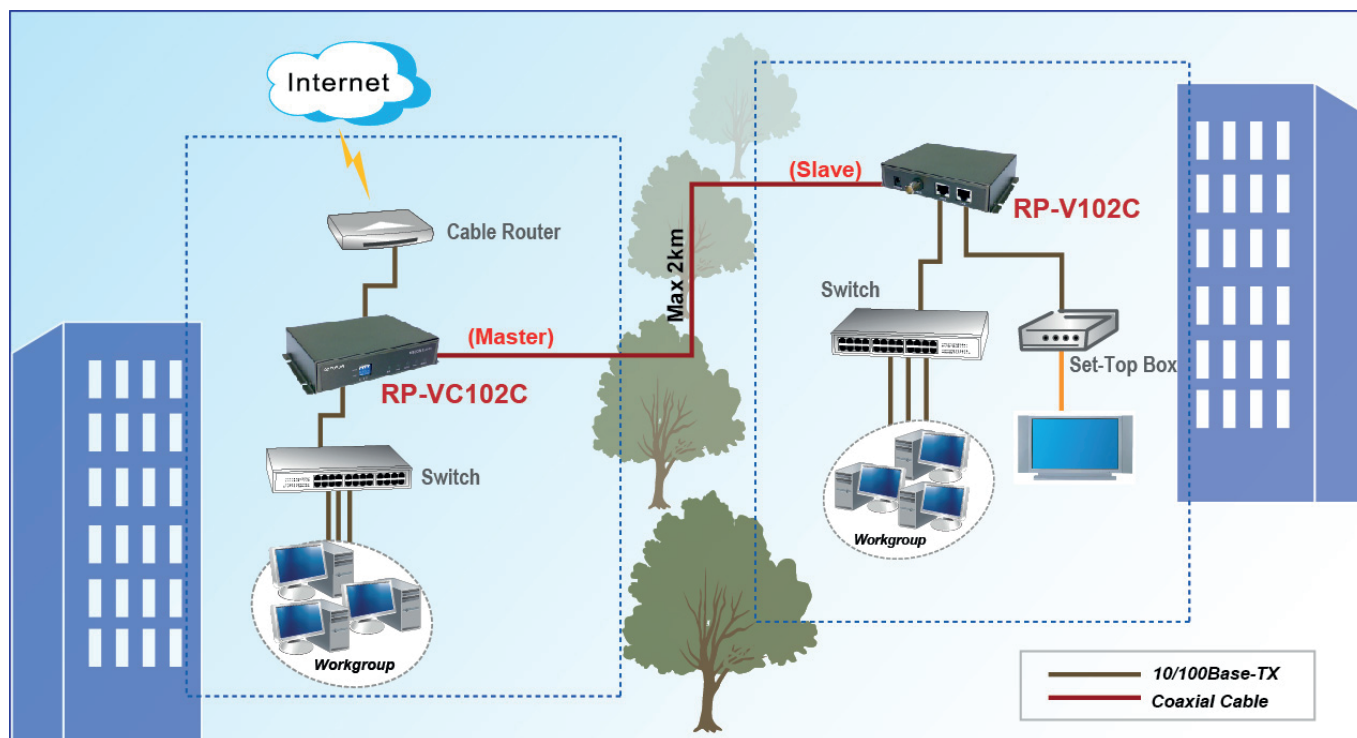 Internet
Cable Router
(Master)
RP-VC102C
Switch
Workgroup
Max 2km
(Slave)
RP-V102C
Switch
Set-Top Box
Workgroup
10/100Base-TX
Coaxial Cable